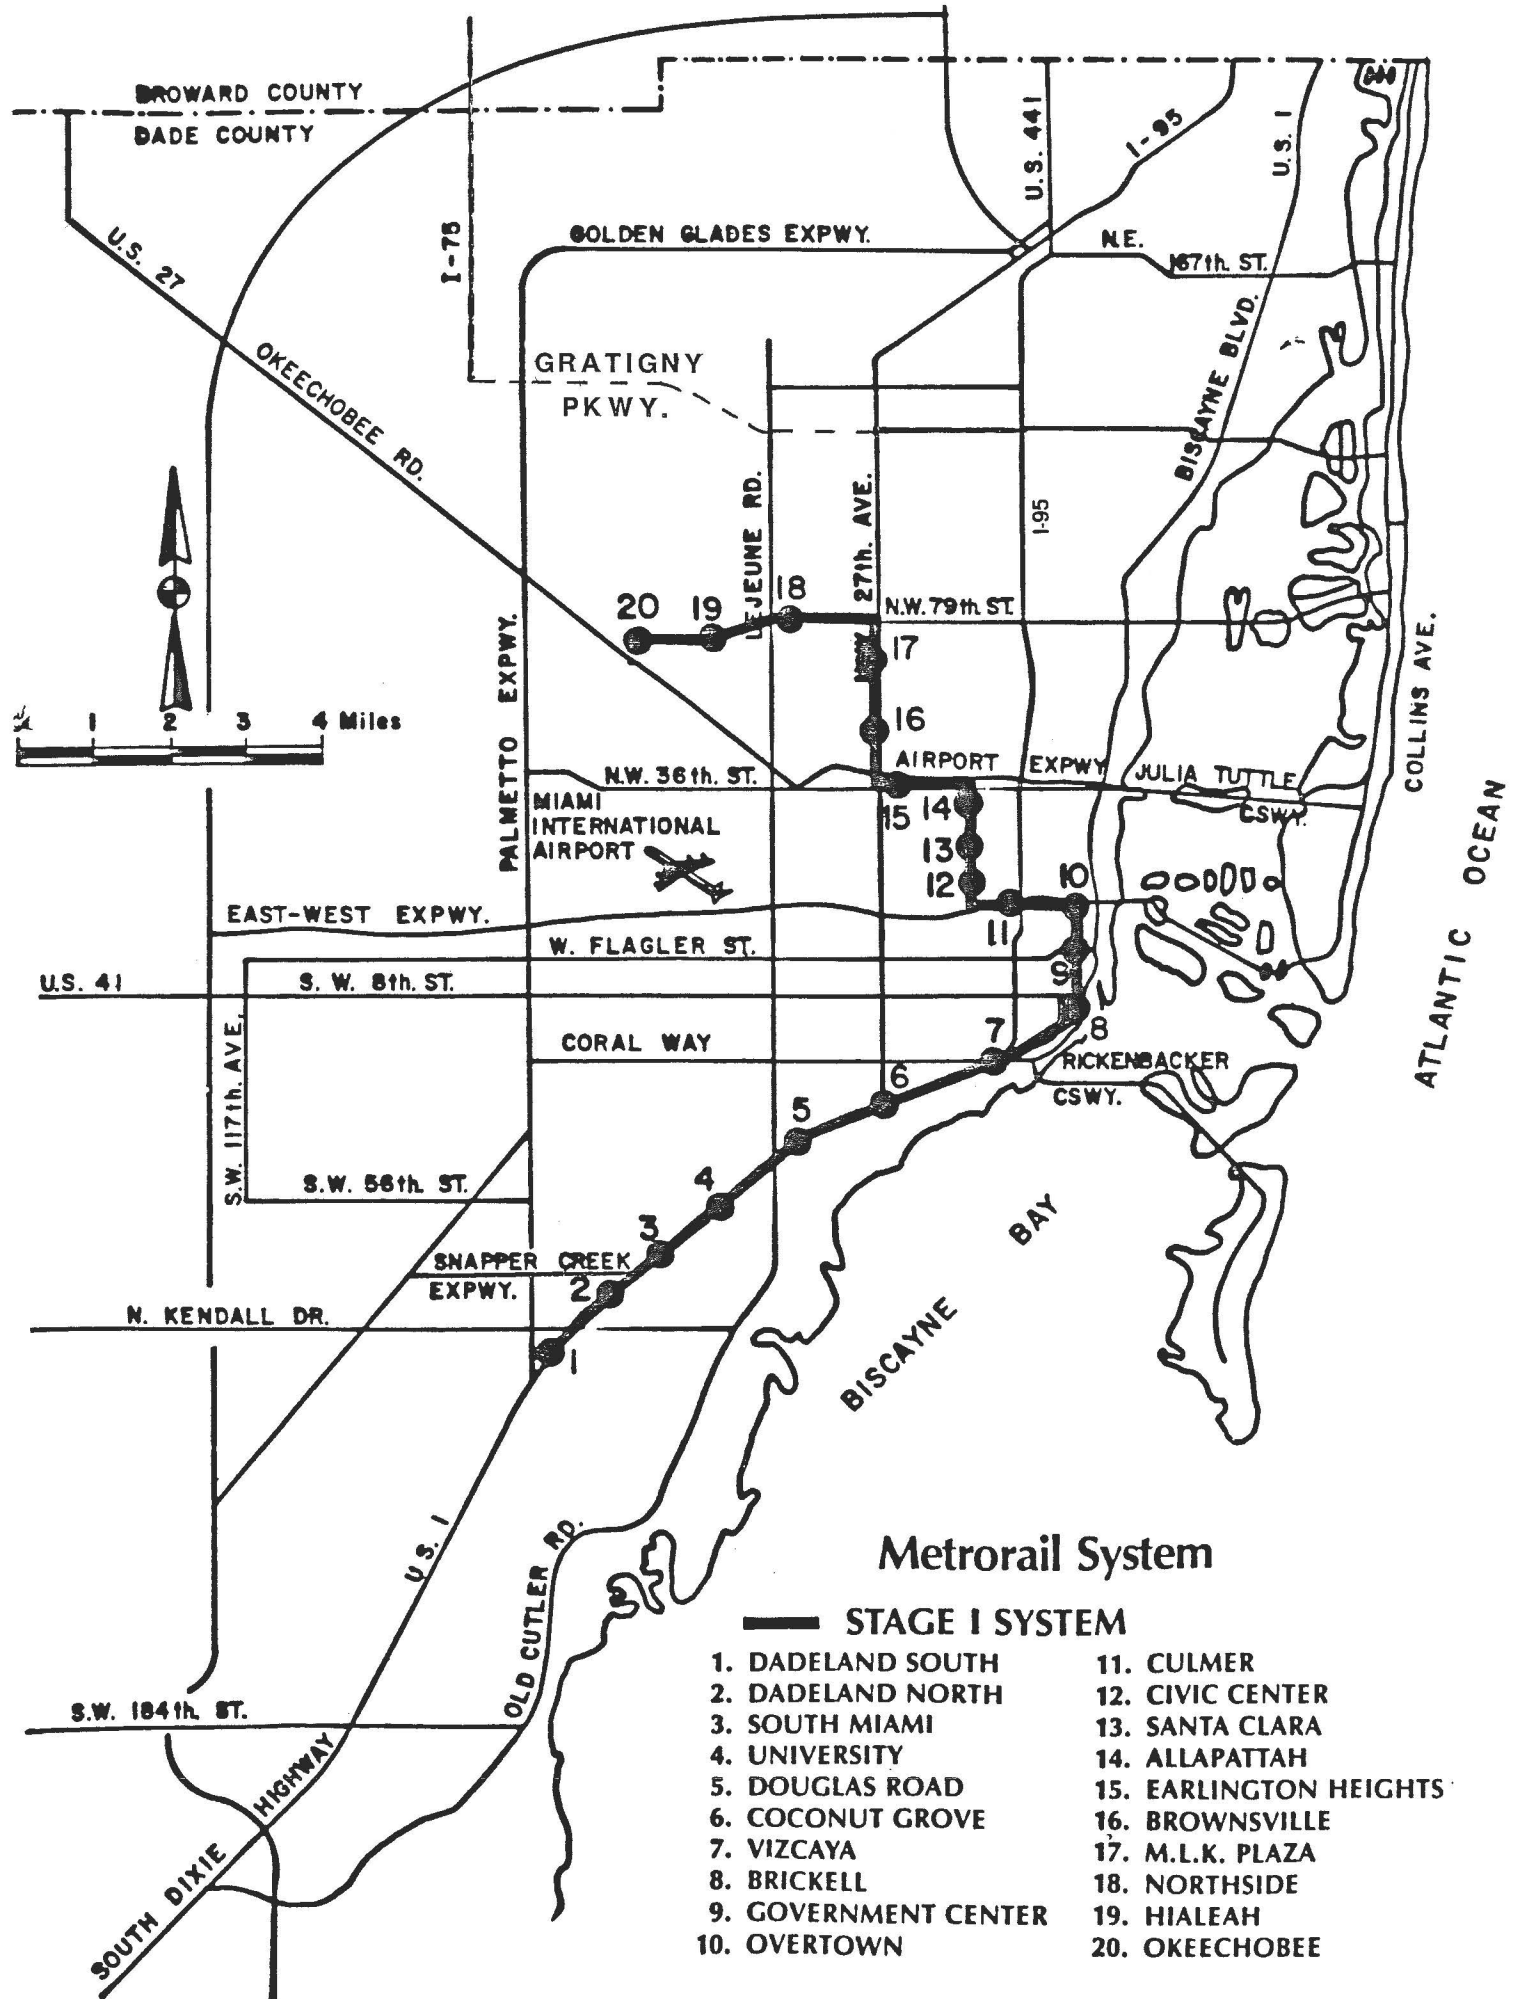 BROWARD COUNTY
DADE COUNTY
U.S. 441
I-95
U.S. 1
U.S. 27
I-75
GOLDEN GLADES EXPWY.
N.E.
167th. ST.
OKEECHOBEE RD.
GRATIGNY
PKWY.
BISCAYNE BLVD.
LEJEUNE RD.
27th. AVE.
I-95
20
19
18
N.W. 79th ST.
17
16
PALMETTO EXPWY.
COLLINS AVE.
1
2
3
4 Miles
N.W. 36th. ST.
AIRPORT
EXPWY
JULIA TUTTLE
CSWY.
MIAMI
INTERNATIONAL
AIRPORT
15
14
13
12
11
10
ATLANTIC OCEAN
EAST-WEST EXPWY.
W. FLAGLER ST.
9
U.S. 41
S. W. 8th. ST.
8
7
S.W. 117th. AVE.
CORAL WAY
RICKENBACKER
CSWY.
6
5
4
S.W. 56th. ST.
3
SNAPPER CREEK
EXPWY.
2
N. KENDALL DR.
1
BISCAYNE
BAY
U.S. 1
OLD CUTLER RD.
S.W. 184th. ST.
SOUTH DIXIE HIGHWAY
Metrorail System
STAGE I SYSTEM
1. DADELAND SOUTH
2. DADELAND NORTH
3. SOUTH MIAMI
4. UNIVERSITY
5. DOUGLAS ROAD
6. COCONUT GROVE
7. VIZCAYA
8. BRICKELL
9. GOVERNMENT CENTER
10. OVERTOWN
11. CULMER
12. CIVIC CENTER
13. SANTA CLARA
14. ALLAPATTAH
15. EARLINGTON HEIGHTS
16. BROWNSVILLE
17. M.L.K. PLAZA
18. NORTHSIDE
19. HIALEAH
20. OKEECHOBEE